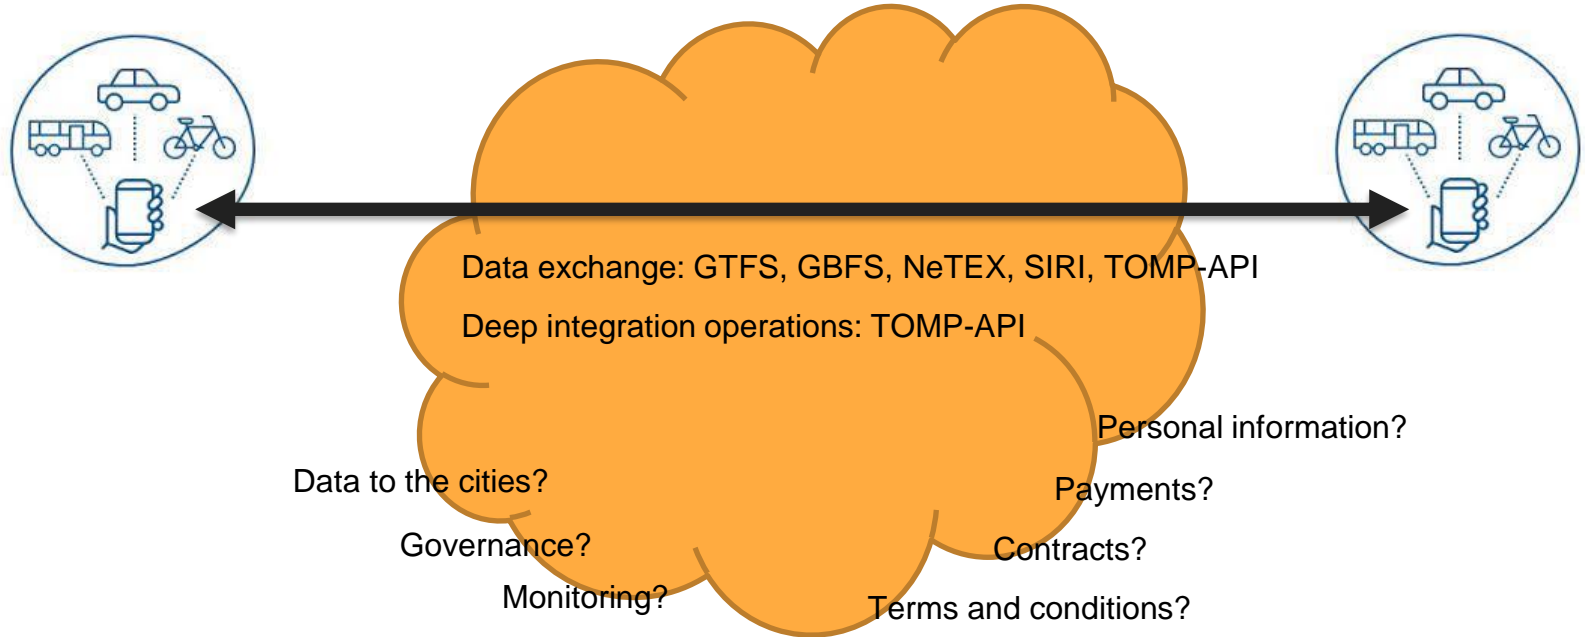 Data exchange: GTFS, GBFS, NeTEX, SIRI, TOMP-API
Deep integration operations: TOMP-API
Personal information?
Data to the cities?
Payments?
Governance?
Contracts?
Monitoring?
Terms and conditions?